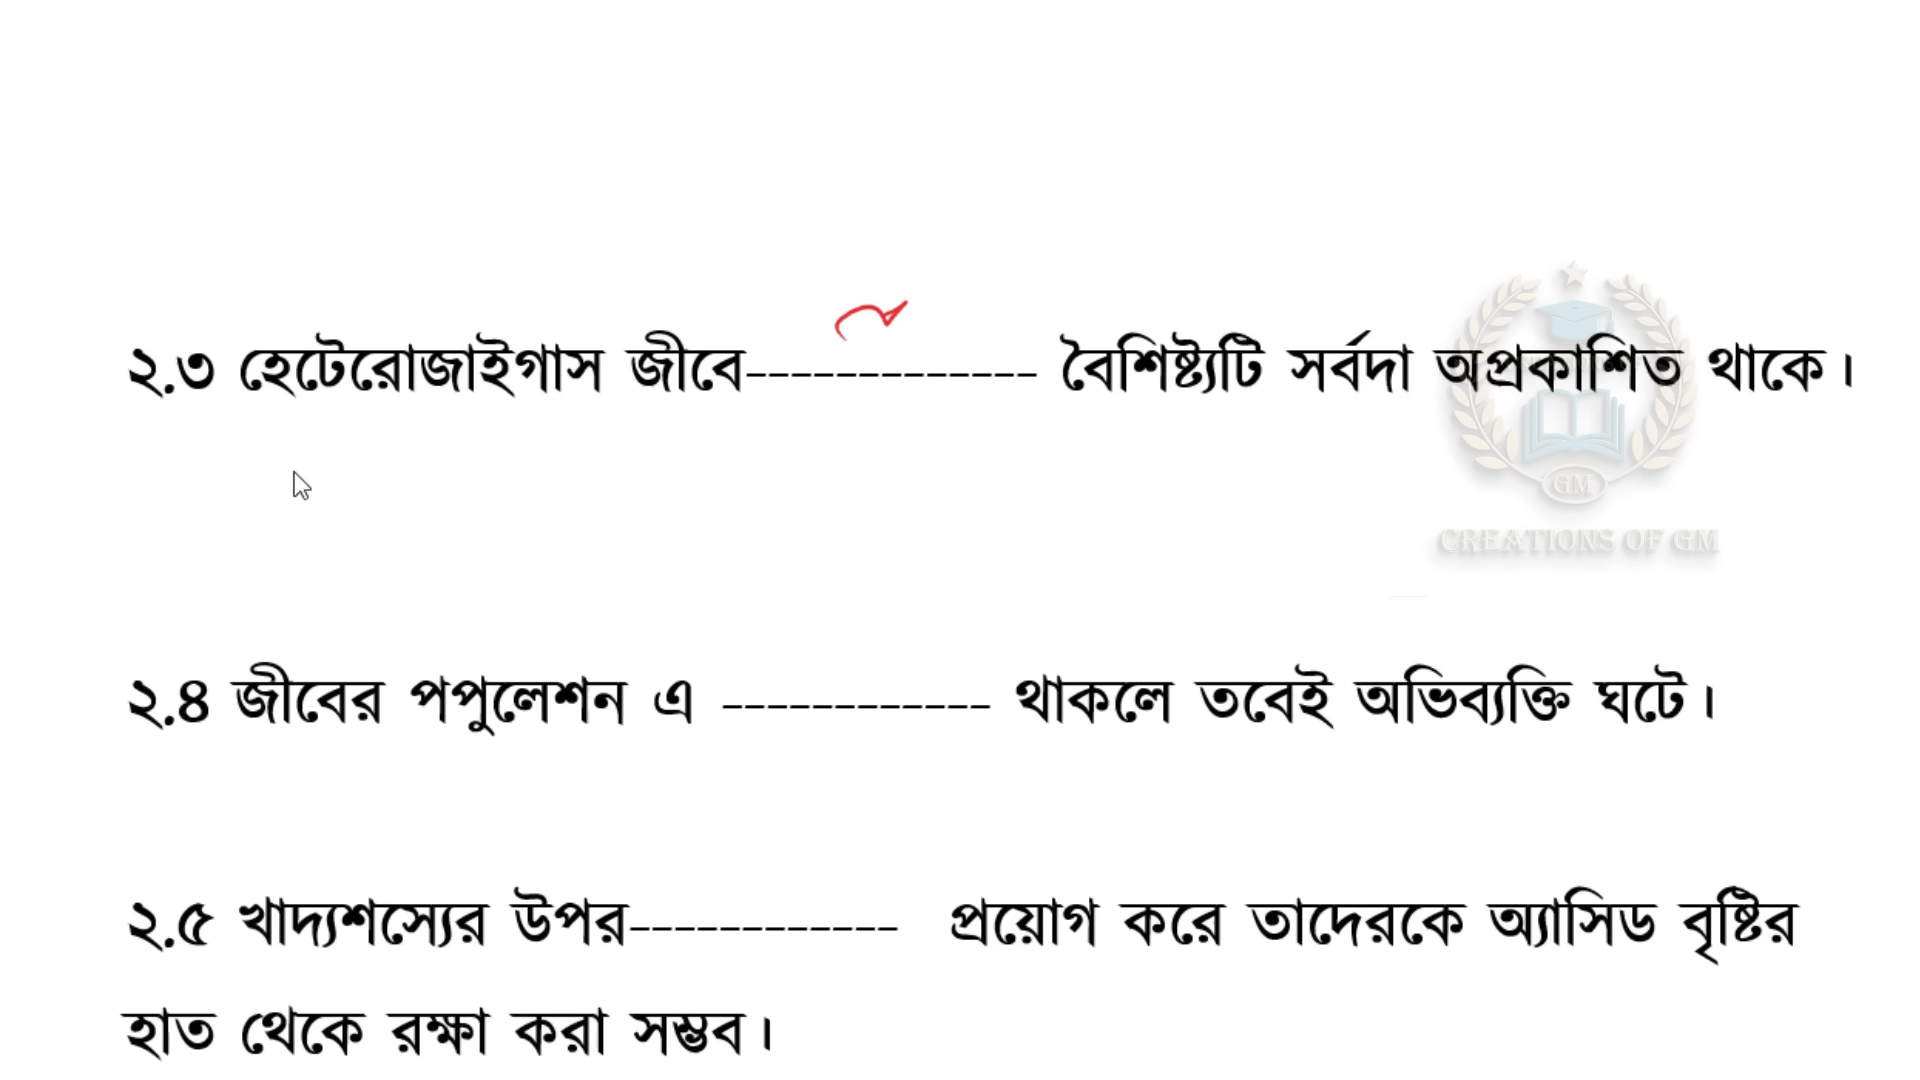 ২.৩ হেটেরোজাইগাস জীবে------------- বৈশিষ্ট্যটি সর্বদা অপ্রকাশিত থাকে।
GM
CREATIONS OF GM
২.৪ জীবের পপুলেশন এ ------------ থাকলে তবেই অভিব্যক্তি ঘটে।
২.৫ খাদ্যশস্যের উপর------------ প্রয়োগ করে তাদেরকে অ্যাসিড বৃষ্টির
হাত থেকে রক্ষা করা সম্ভব।